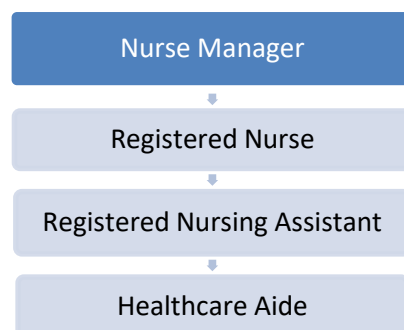 Nurse Manager
Registered Nurse
Registered Nursing Assistant
Healthcare Aide